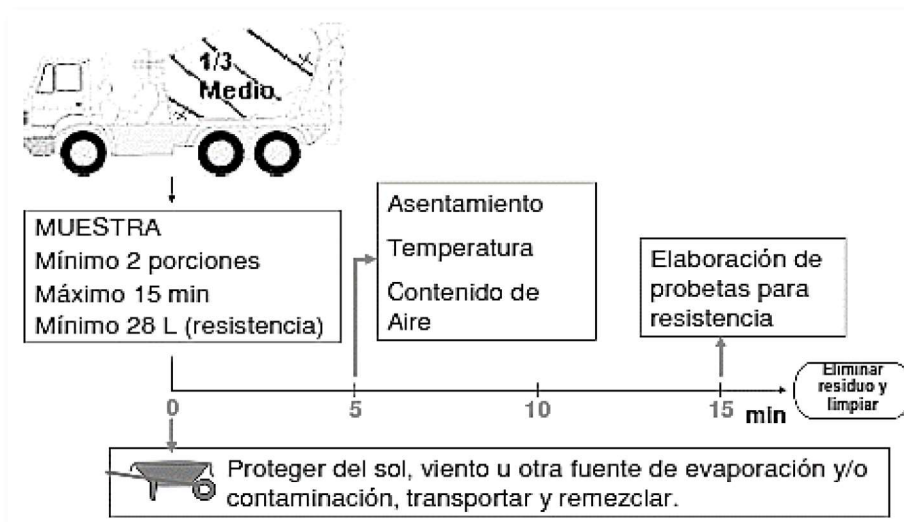 1/3
Medio
MUESTRA
Mínimo 2 porciones
Máximo 15 min
Mínimo 28 L (resistencia)
Asentamiento
Temperatura
Contenido de
Aire
Elaboración de
probetas para
resistencia
0
5
10
15
min
Eliminar
residuo y
limpiar
Proteger del sol, viento u otra fuente de evaporación y/o
contaminación, transportar y remezclar.